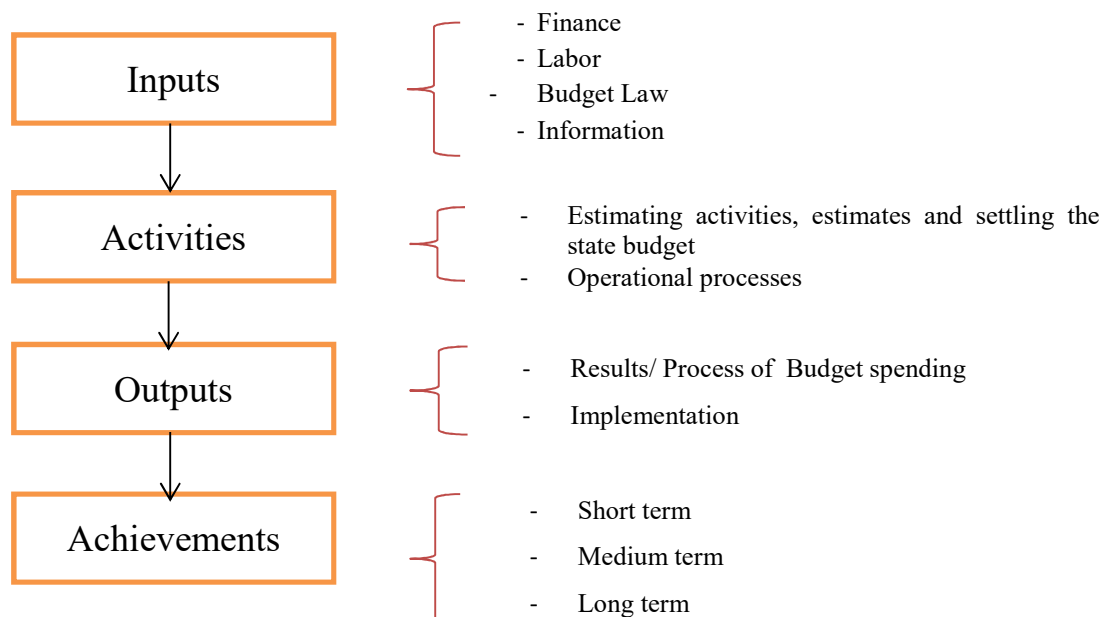 Inputs
- Finance
- Labor
- Budget Law
- Information
Activities
- Estimating activities, estimates and settling the
state budget
- Operational processes
Outputs
- Results/ Process of Budget spending
- Implementation
Achievements
- Short term
- Medium term
- Long term